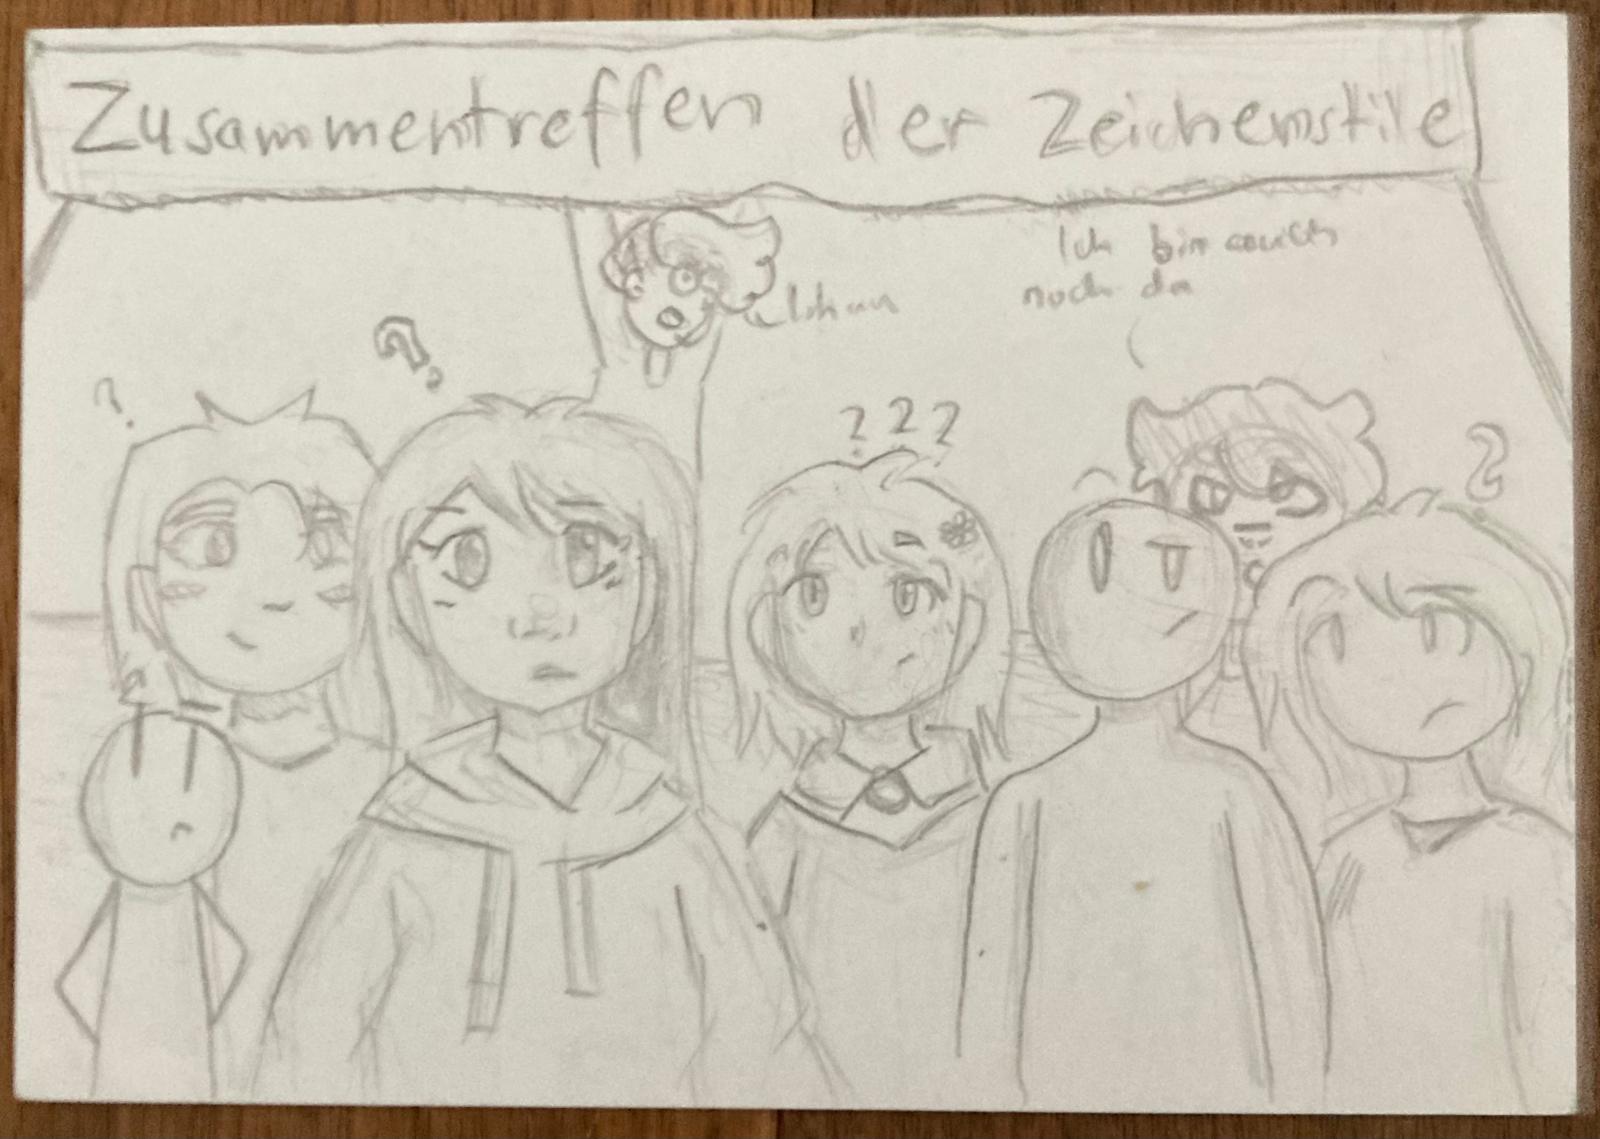 Zusammentreffen der Zeichenstile
Ich bin auch
noch da
?
?
???
?
?